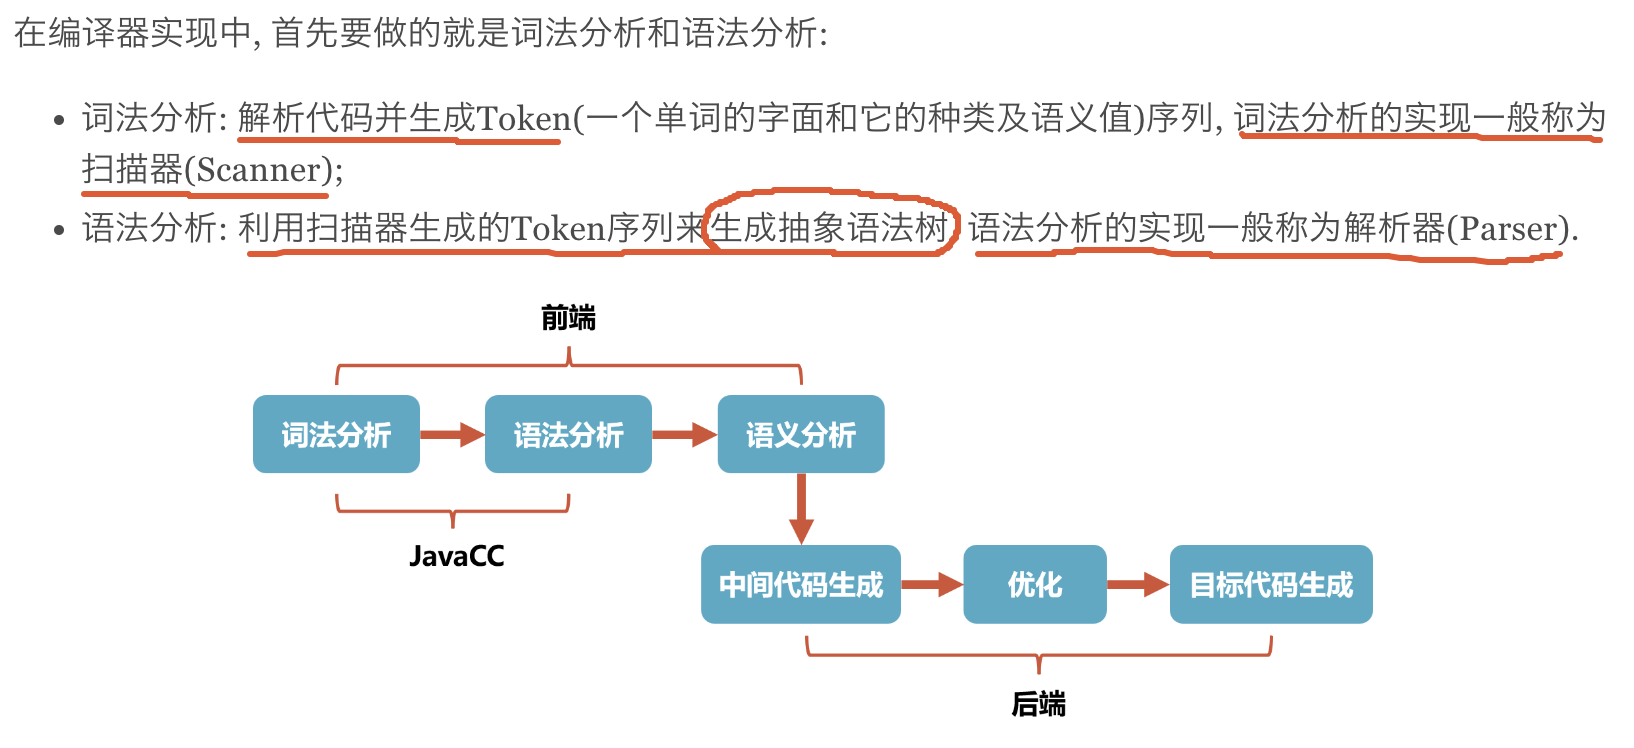 在编译器实现中, 首先要做的就是词法分析和语法分析:
• 词法分析: 解析代码并生成Token(一个单词的字面和它的种类及语义值)序列, 词法分析的实现一般称为
扫描器(Scanner);
• 语法分析: 利用扫描器生成的Token序列来生成抽象语法树 语法分析的实现一般称为解析器(Parser).
前端
词法分析
语法分析
语义分析
JavaCC
中间代码生成
优化
目标代码生成
后端